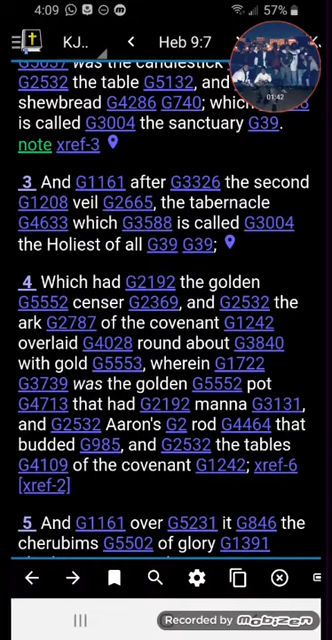 4:09 57%
KJ.. Heb 9:7
G3037 was the candlestick
G2532 the table G5132, and
shewbread G4286 G740; which
is called G3004 the sanctuary G39.
note xref-3
01:42
3 And G1161 after G3326 the second
G1208 veil G2665, the tabernacle
G4633 which G3588 is called G3004
the Holiest of all G39 G39;
4 Which had G2192 the golden
G5552 censer G2369, and G2532 the
ark G2787 of the covenant G1242
overlaid G4028 round about G3840
with gold G5553, wherein G1722
G3739 was the golden G5552 pot
G4713 that had G2192 manna G3131,
and G2532 Aaron's G2 rod G4464 that
budded G985, and G2532 the tables
G4109 of the covenant G1242; xref-6
[xref-2]
5 And G1161 over G5231 it G846 the
cherubims G5502 of glory G1391
Recorded by Mobizen